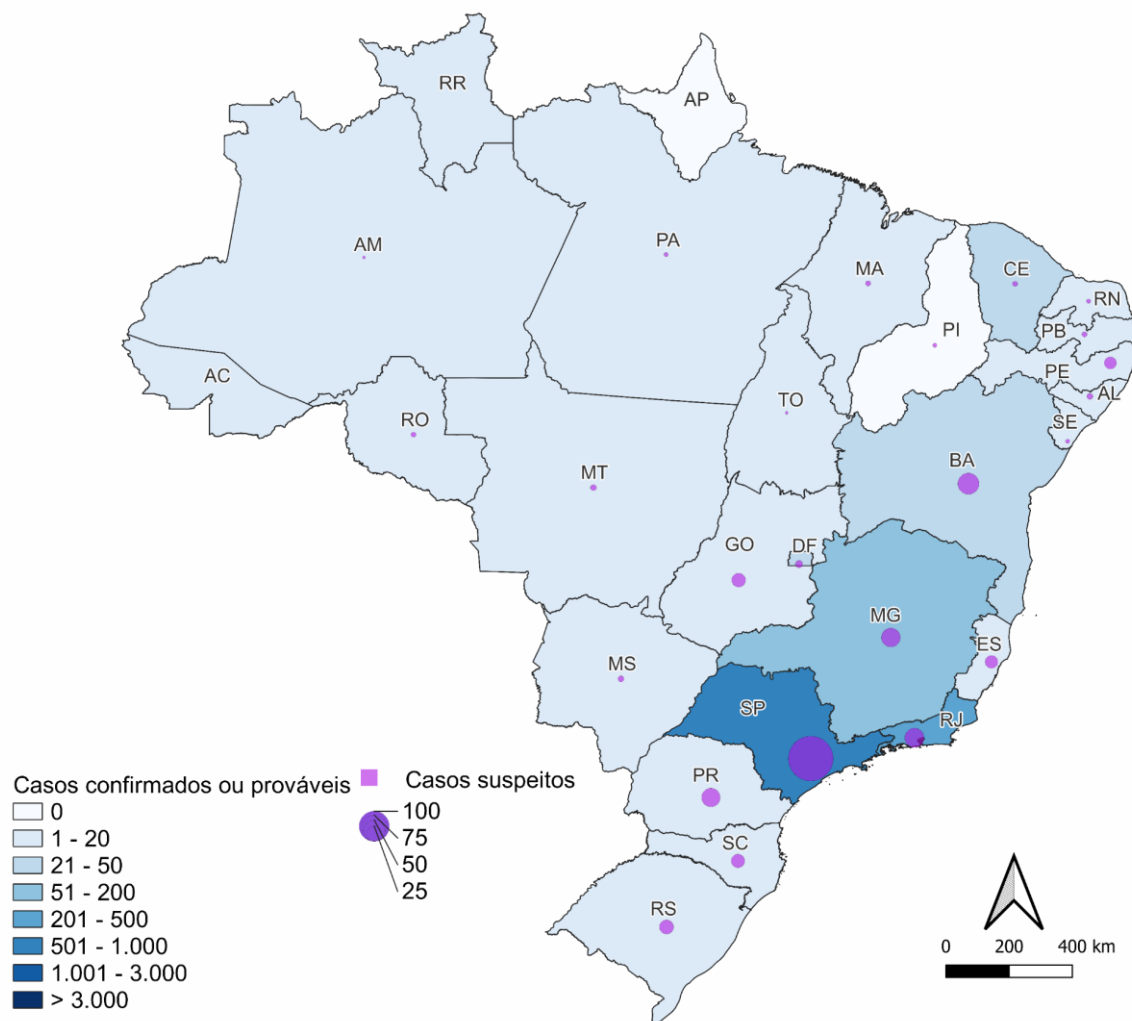 RR
AP
AM
PA
MA
CE
RN
PB
PI
PE
AC
AL
TO
RO
SE
BA
MT
GO
DF
MG
ES
MS
SP
RJ
PR
SC
RS
Casos confirmados ou prováveis
0
1 - 20
21 - 50
51 - 200
201 - 500
501 - 1.000
1.001 - 3.000
> 3.000
Casos suspeitos
100
75
50
25
0 200 400 km